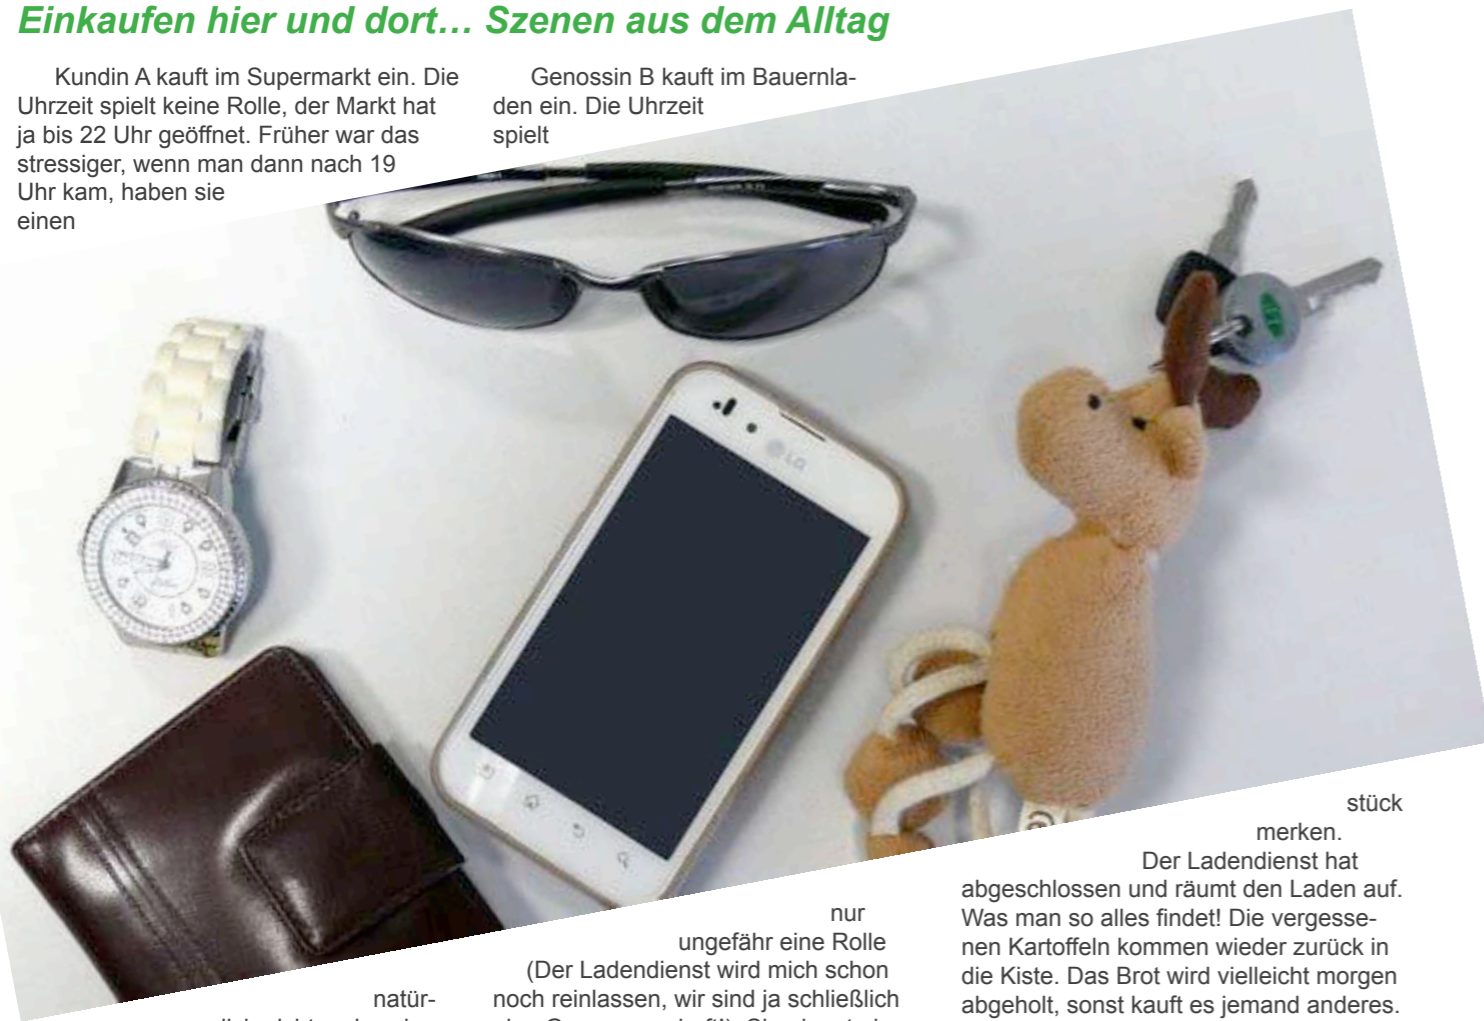 Einkaufen hier und dort… Szenen aus dem Alltag
Kundin A kauft im Supermarkt ein. Die
Uhrzeit spielt keine Rolle, der Markt hat
ja bis 22 Uhr geöffnet. Früher war das
stressiger, wenn man dann nach 19
Uhr kam, haben sie
einen
natür-
Genossin B kauft im Bauernla-
den ein. Die Uhrzeit
spielt
nur
ungefähr eine Rolle
(Der Ladendienst wird mich schon
noch reinlassen, wir sind ja schließlich
stück
merken.
Der Ladendienst hat
abgeschlossen und räumt den Laden auf.
Was man so alles findet! Die vergesse-
nen Kartoffeln kommen wieder zurück in
die Kiste. Das Brot wird vielleicht morgen
abgeholt, sonst kauft es jemand anderes.
LG
CE